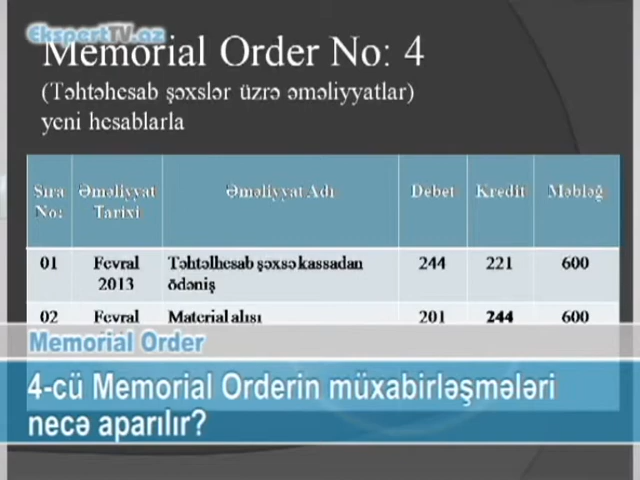 EkspertTV.az
Memorial Order No: 4
(Təhtəhesab şəxslər üzrə əməliyyatlar)
yeni hesablarla
Sıra No: Əməliyyat Tarixi Əməliyyat Adı Debet Kredit Məbləğ
01 Fevral 2013 Təhtəlhesab şəxsə kassadan ödəniş 244 221 600
02 Fevral Material alışı 201 244 600
Memorial Order
4-cü Memorial Orderin müxabirləşmələri
necə aparılır?